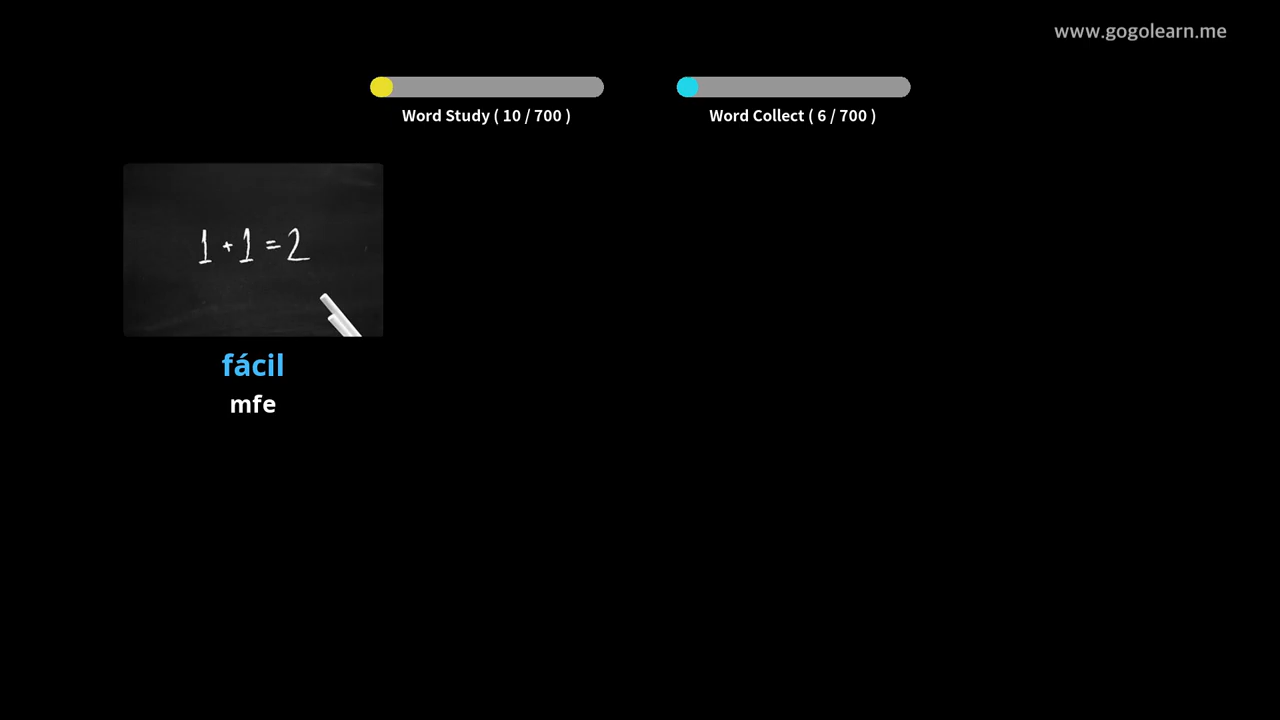 www.gogolearn.me
Word Study ( 10 / 700 )
Word Collect ( 6 / 700 )
1 + 1 = 2
fácil
mfe